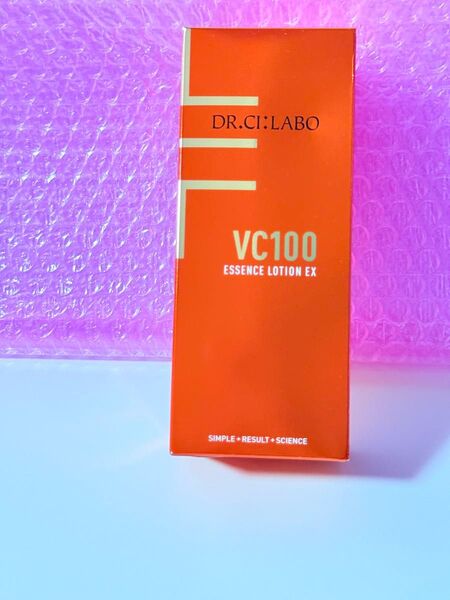 DR.CI:LABO
VC100
ESSENCE LOTION EX
SIMPLE+RESULT+SCIENCE